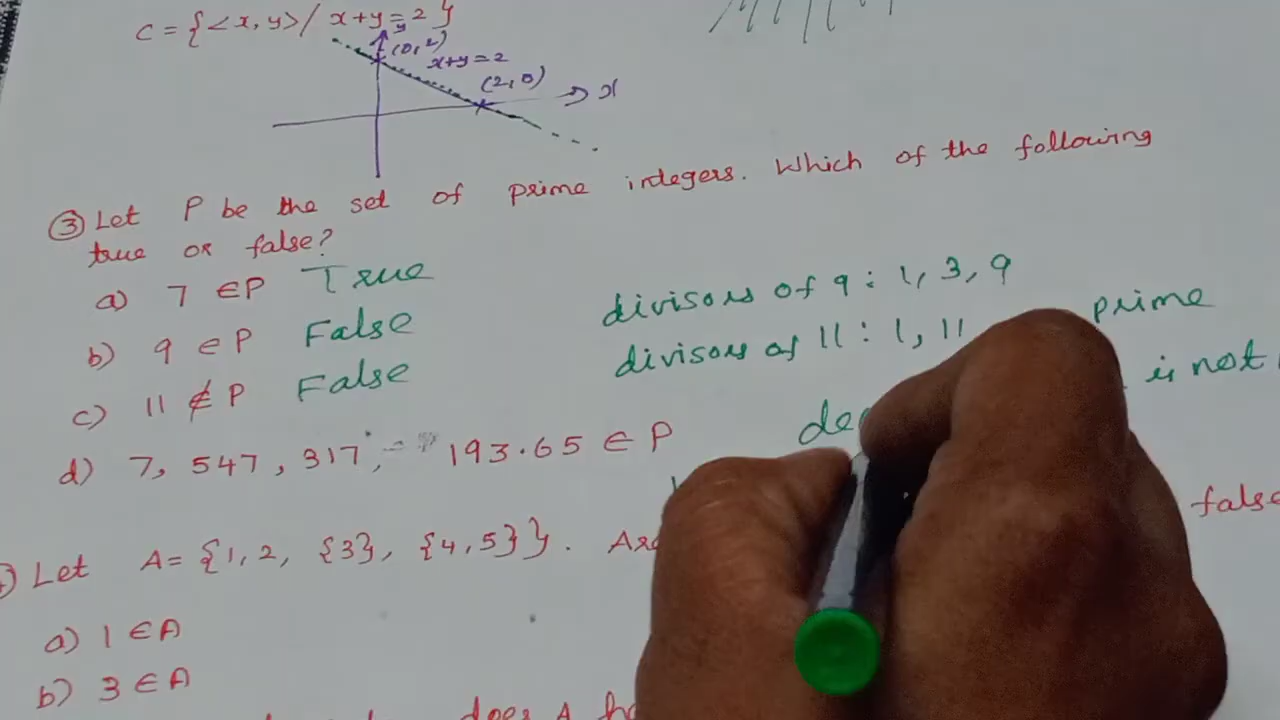 C = {<x, y> / x+y = 2}
y
(0, 2)
x+y = 2
(2, 0)
x
③ Let P be the set of prime integers. Which of the following
true or false?
a) 7 ∈ P True
divisors of 9 : 1, 3, 9
b) 9 ∈ P False
divisors of 11 : 1, 11 prime
c) 11 ∉ P False
is not
d) 7, 547, 317, 193.65 ∈ P
Let A = {1, 2, {3}, {4, 5}}. false
a) 1 ∈ A
b) 3 ∈ A
does A